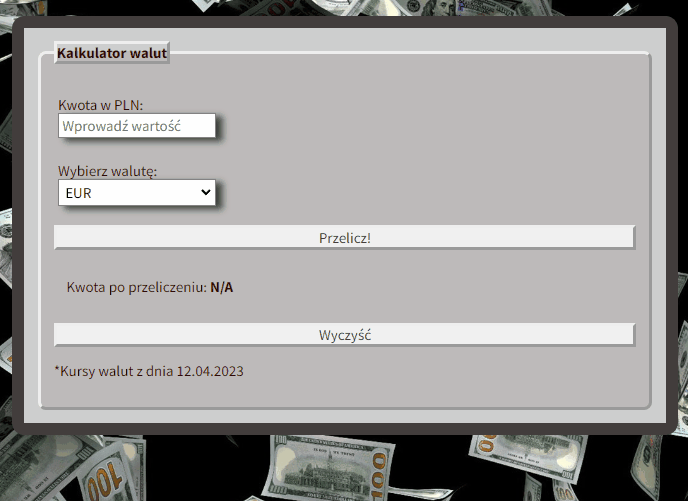 Kalkulator walut
Kwota w PLN:
Wprowadź wartość
Wybierz walutę:
EUR
Przelicz!
Kwota po przeliczeniu: N/A
Wyczyść
*Kursy walut z dnia 12.04.2023
100
100
100